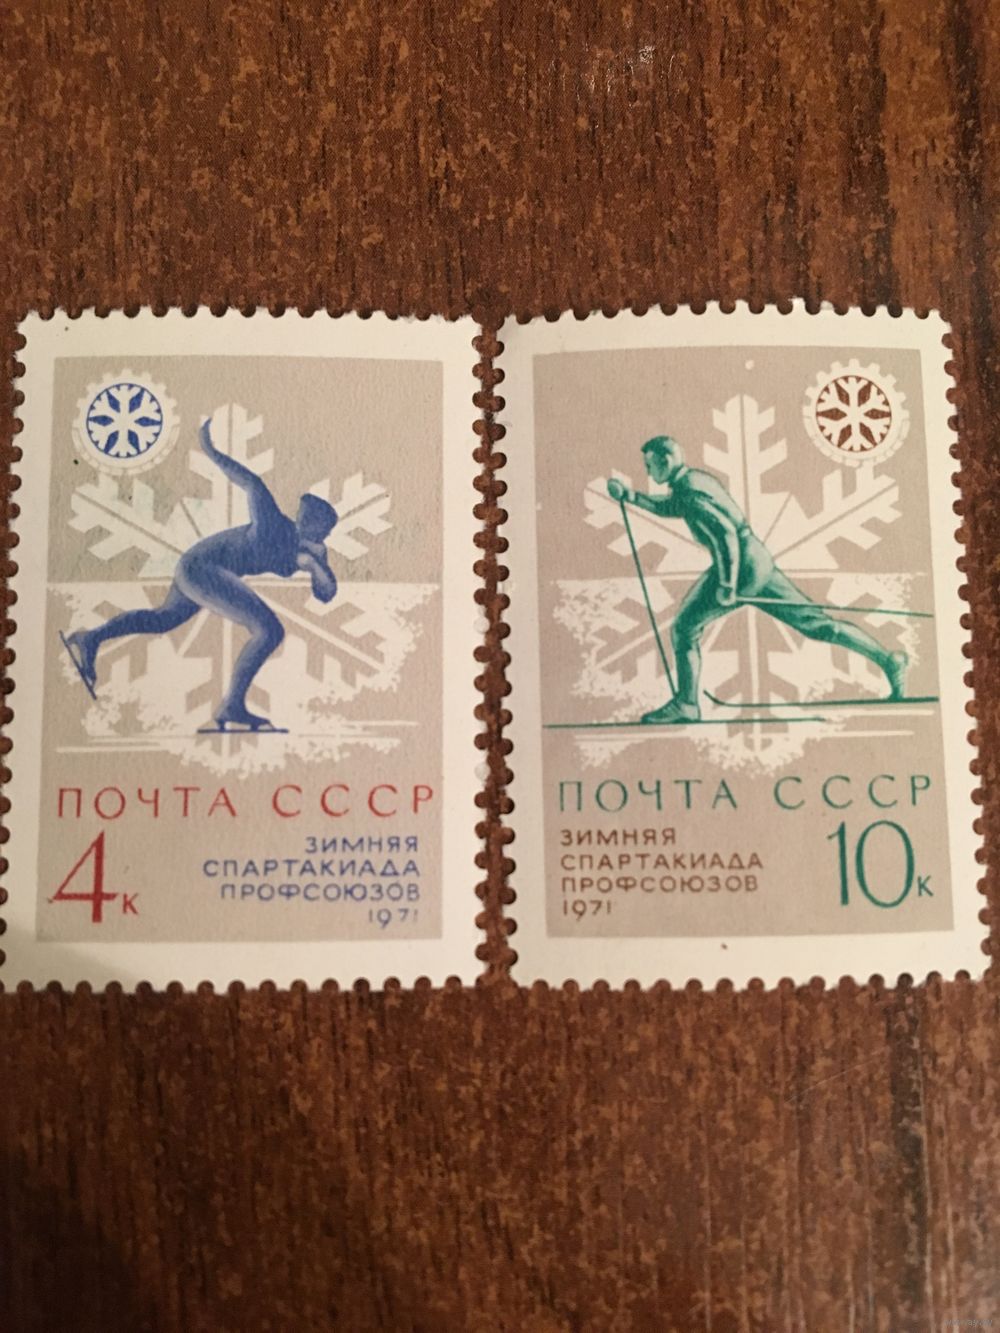 ПОЧТА СССР
4к
ЗИМНЯЯ
СПАРТАКИАДА
ПРОФСОЮЗОВ
1971
ПОЧТА СССР
ЗИМНЯЯ
СПАРТАКИАДА
ПРОФСОЮЗОВ
1971
10к